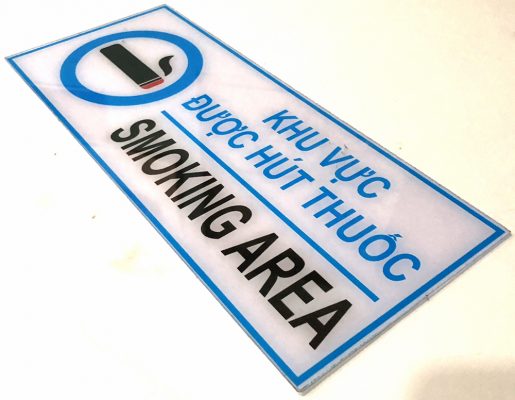 KHU VỰC
ĐƯỢC HÚT THUỐC
SMOKING AREA